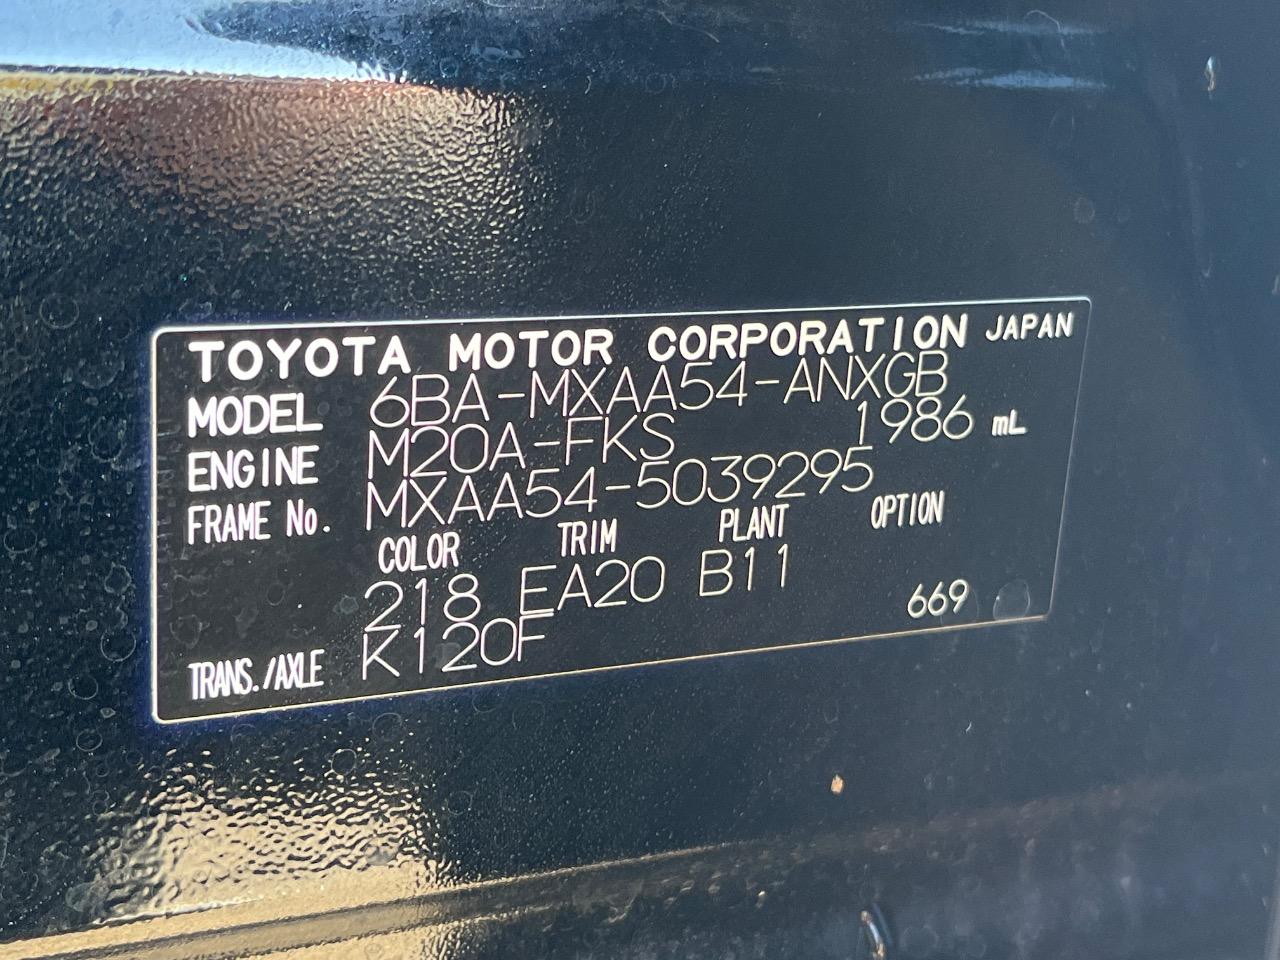 TOYOTA MOTOR CORPORATION JAPAN
MODEL 6BA-MXAA54-ANXGB
ENGINE M20A-FKS 1986 mL
FRAME No. MXAA54-5039295
COLOR TRIM PLANT OPTION
218 EA20 B11
TRANS./AXLE K120F 669